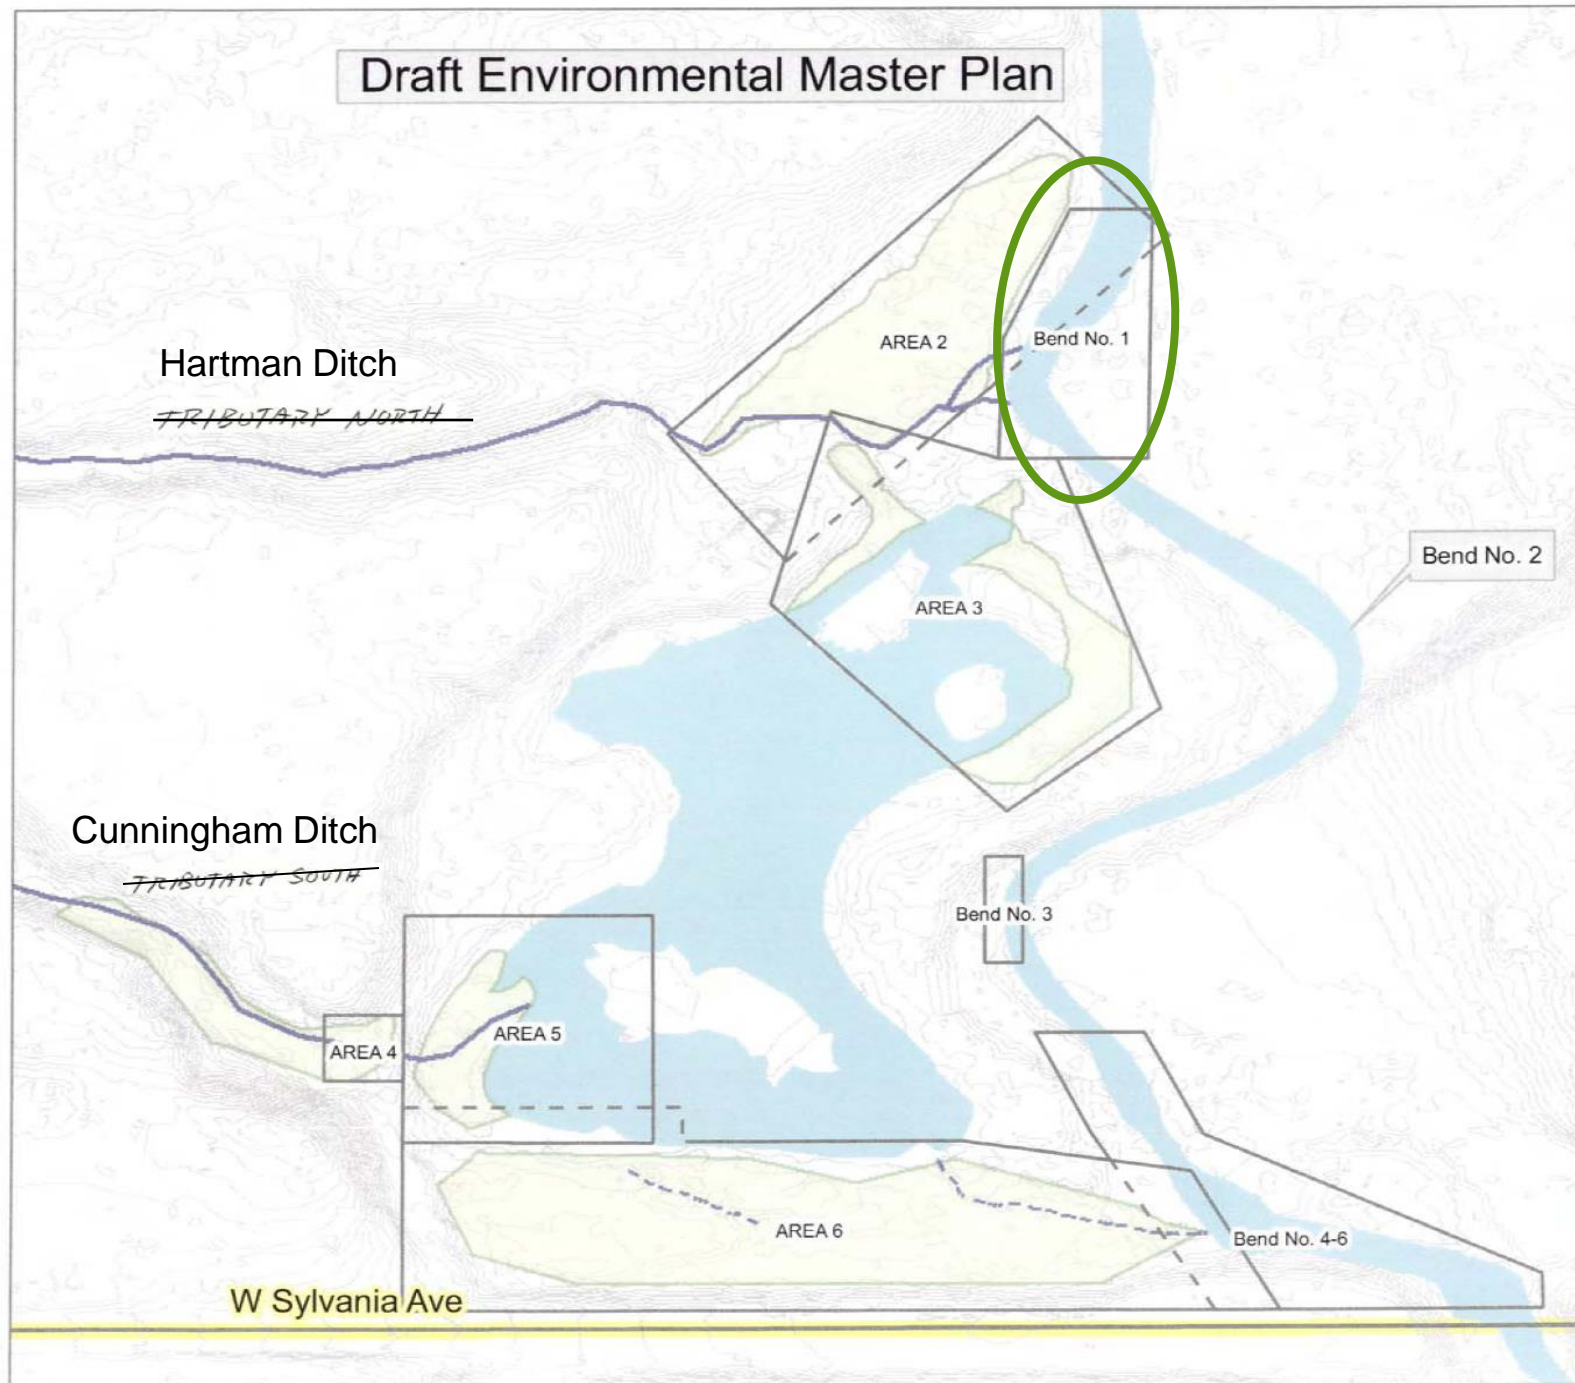 Draft Environmental Master Plan
AREA 2
Bend No. 1
Hartman Ditch
TRIBUTARY NORTH
Bend No. 2
AREA 3
Cunningham Ditch
TRIBUTARY SOUTH
Bend No. 3
AREA 5
AREA 4
AREA 6
Bend No. 4-6
W Sylvania Ave